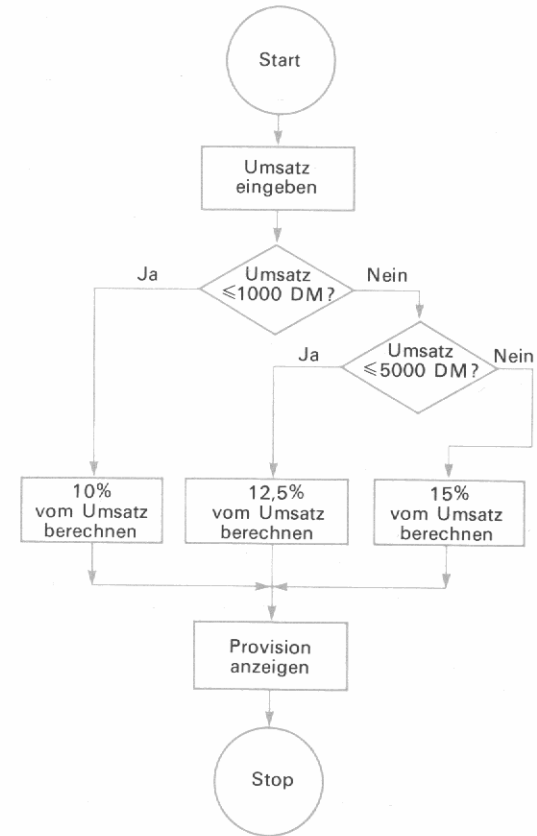 Start
Umsatz
eingeben
Ja
Umsatz
≤1000 DM?
Nein
Ja
Umsatz
≤5000 DM?
Nein
10%
vom Umsatz
berechnen
12,5%
vom Umsatz
berechnen
15%
vom Umsatz
berechnen
Provision
anzeigen
Stop